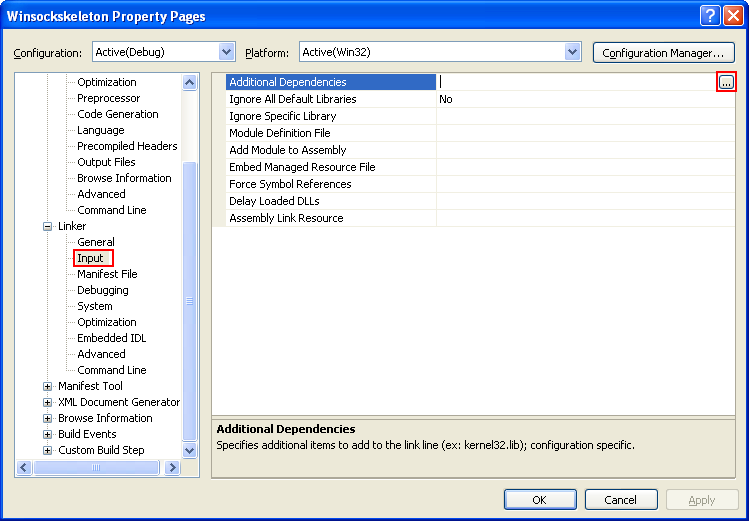 Winsockskeleton Property Pages
Configuration: Active(Debug) Platform: Active(Win32) Configuration Manager...
Optimization
Preprocessor
Code Generation
Language
Precompiled Headers
Output Files
Browse Information
Advanced
Command Line
Linker
General
Input
Manifest File
Debugging
System
Optimization
Embedded IDL
Advanced
Command Line
Manifest Tool
XML Document Generator
Browse Information
Build Events
Custom Build Step
Additional Dependencies ...
Ignore All Default Libraries No
Ignore Specific Library
Module Definition File
Add Module to Assembly
Embed Managed Resource File
Force Symbol References
Delay Loaded DLLs
Assembly Link Resource
Additional Dependencies
Specifies additional items to add to the link line (ex: kernel32.lib); configuration specific.
OK Cancel Apply